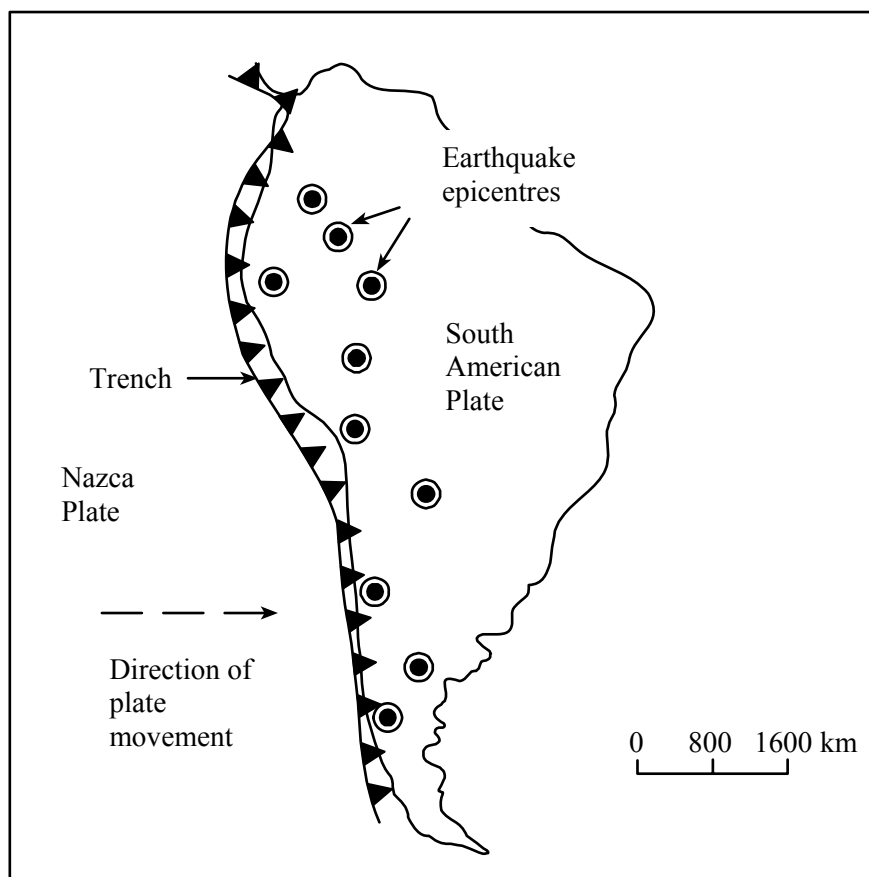 Earthquake
epicentres
South
American
Plate
Trench
Nazca
Plate
Direction of
plate
movement
0 800 1600 km